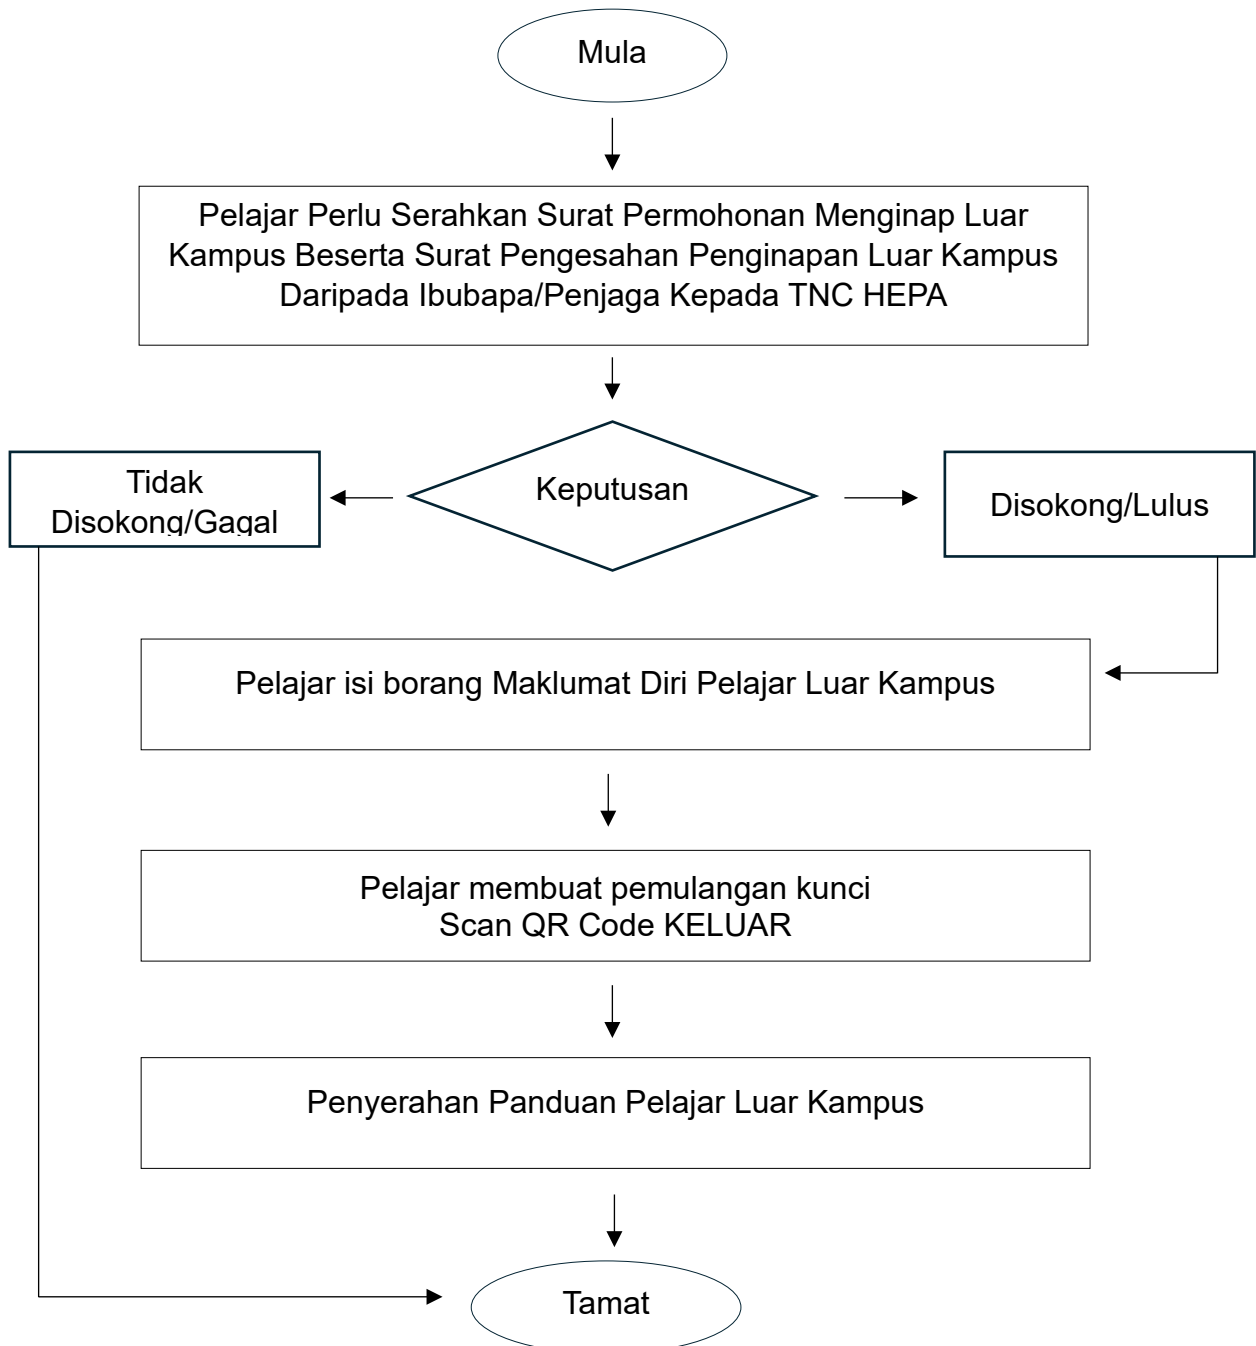 Mula
Pelajar Perlu Serahkan Surat Permohonan Menginap Luar
Kampus Beserta Surat Pengesahan Penginapan Luar Kampus
Daripada Ibubapa/Penjaga Kepada TNC HEPA
Tidak
Disokong/Gagal
Keputusan
Disokong/Lulus
Pelajar isi borang Maklumat Diri Pelajar Luar Kampus
Pelajar membuat pemulangan kunci
Scan QR Code KELUAR
Penyerahan Panduan Pelajar Luar Kampus
Tamat